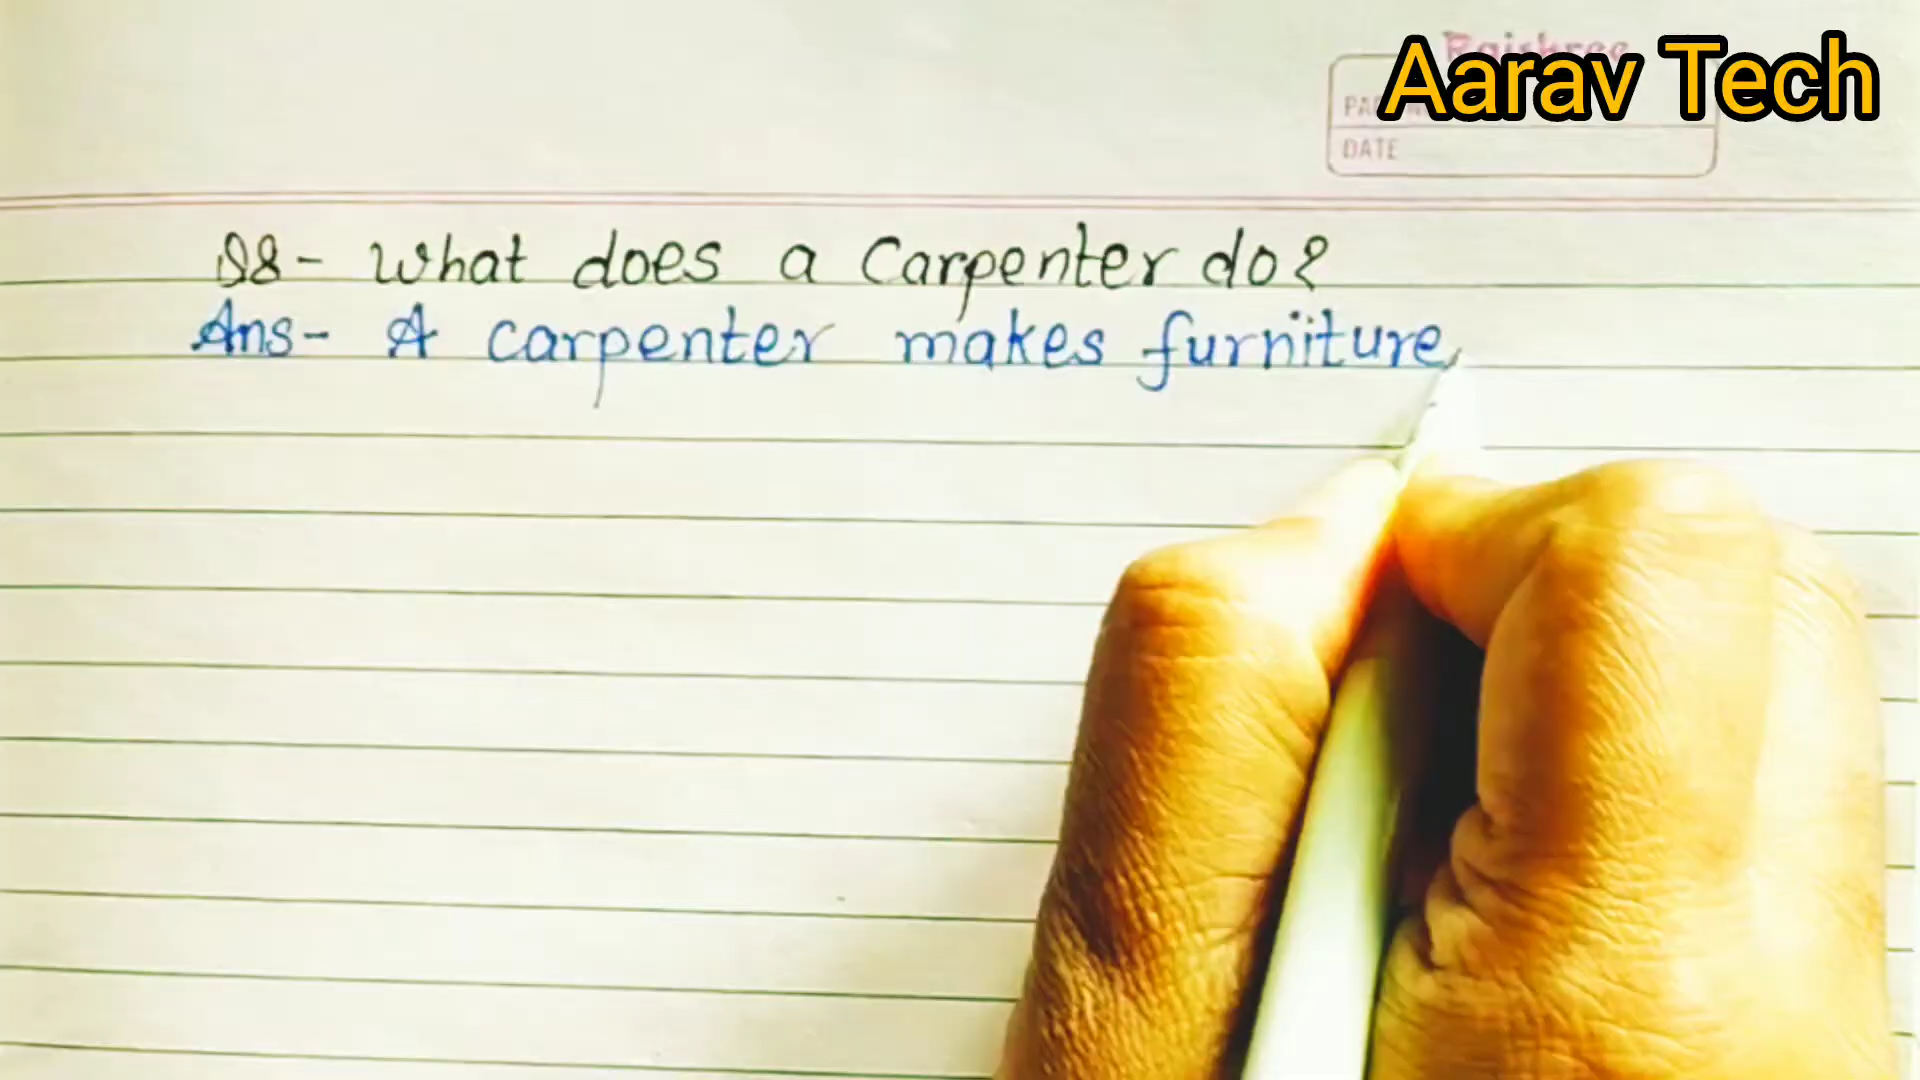 Aarav Tech
DATE
Q8- What does a Carpenter do?
Ans- A carpenter makes furniture